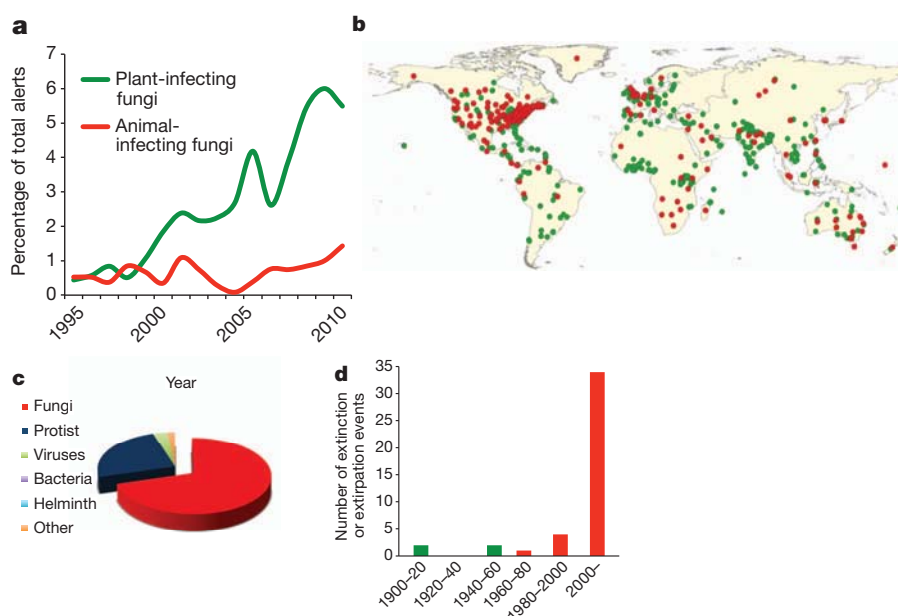 a
Percentage of total alerts
7
6
5
4
3
2
1
0
Plant-infecting
fungi
Animal-
infecting fungi
1995
2000
2005
2010
Year
b
c
Fungi
Protist
Viruses
Bacteria
Helminth
Other
d
Number of extinction
or extirpation events
35
30
25
20
15
10
5
0
1900–20
1920–40
1940–60
1960–80
1980–2000
2000–